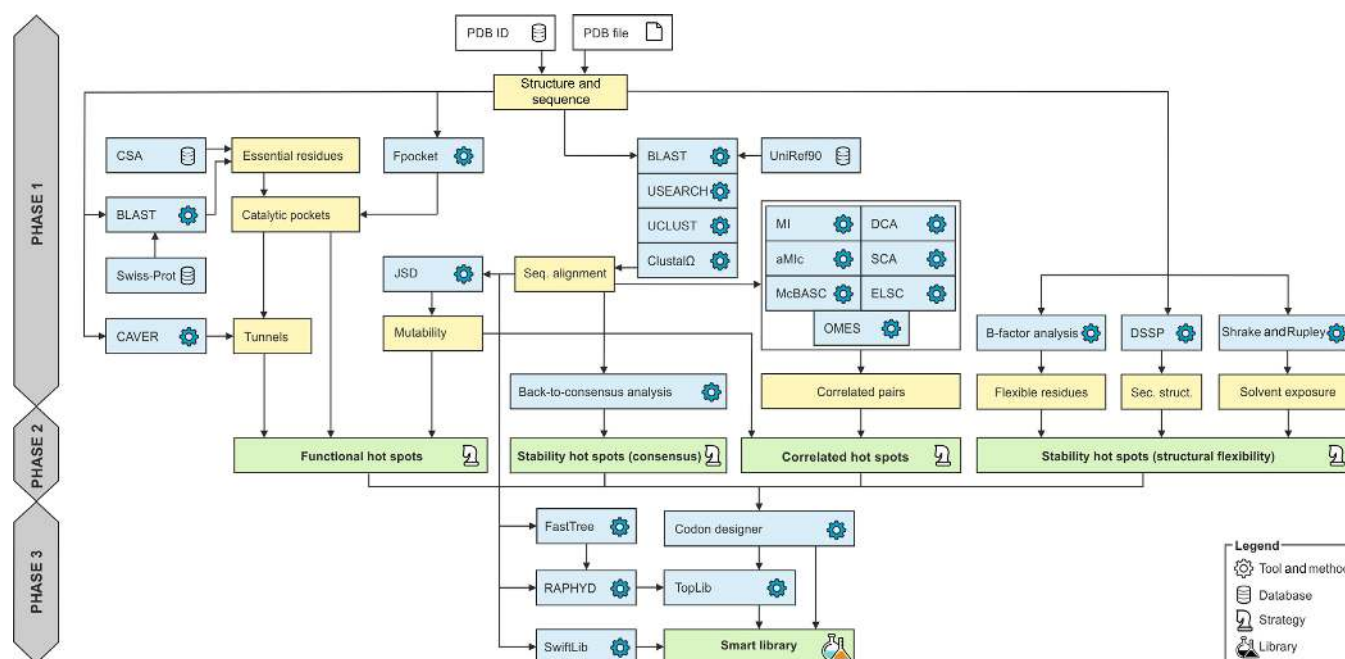 PDB ID
PDB file
Structure and
sequence
PHASE 1
CSA
Essential residues
Fpocket
BLAST
UniRef90
USEARCH
BLAST
Catalytic pockets
UCLUST
MI
DCA
Swiss-Prot
JSD
Seq. alignment
ClustalΩ
aMIc
SCA
McBASC
ELSC
CAVER
Tunnels
Mutability
OMES
B-factor analysis
DSSP
Shrake and Rupley
Back-to-consensus analysis
Correlated pairs
Flexible residues
Sec. struct.
Solvent exposure
PHASE 2
Functional hot spots
Stability hot spots (consensus)
Correlated hot spots
Stability hot spots (structural flexibility)
PHASE 3
FastTree
Codon designer
RAPHYD
TopLib
SwiftLib
Smart library
Legend
Tool and method
Database
Strategy
Library